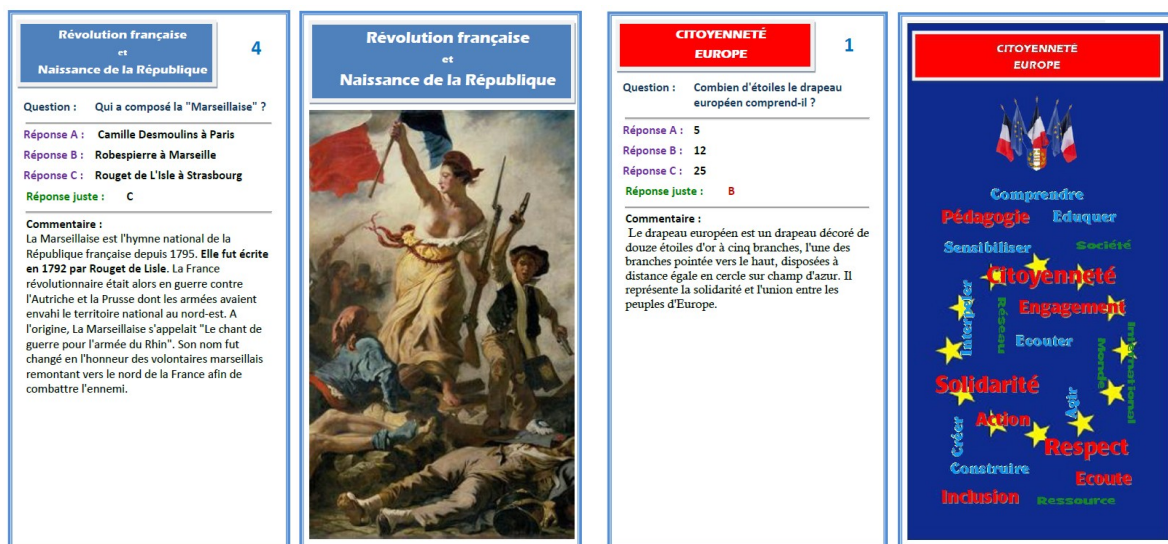 Révolution française
et
Naissance de la République
4
Question : Qui a composé la "Marseillaise" ?
Réponse A : Camille Desmoulins à Paris
Réponse B : Robespierre à Marseille
Réponse C : Rouget de L'Isle à Strasbourg
Réponse juste : C
Commentaire :
La Marseillaise est l'hymne national de la
République française depuis 1795. Elle fut écrite
en 1792 par Rouget de Lisle. La France
révolutionnaire était alors en guerre contre
l'Autriche et la Prusse dont les armées avaient
envahi le territoire national au nord-est. A
l'origine, La Marseillaise s'appelait "Le chant de
guerre pour l'armée du Rhin". Son nom fut
changé en l'honneur des volontaires marseillais
remontant vers le nord de la France afin de
combattre l'ennemi.
Révolution française
et
Naissance de la République
CITOYENNETÉ
EUROPE
1
Question : Combien d'étoiles le drapeau
européen comprend-il ?
Réponse A : 5
Réponse B : 12
Réponse C : 25
Réponse juste : B
Commentaire :
Le drapeau européen est un drapeau décoré de
douze étoiles d'or à cinq branches, l'une des
branches pointée vers le haut, disposées à
distance égale en cercle sur champ d'azur. Il
représente la solidarité et l'union entre les
peuples d'Europe.
CITOYENNETÉ
EUROPE
Comprendre
Pédagogie
Eduquer
Sensibiliser
Société
Citoyenneté
Interpeler
Réseau
Engagement
Ecouter
Monde
International
Solidarité
Agir
Action
Créer
Respect
Construire
Ecoute
Inclusion
Ressource